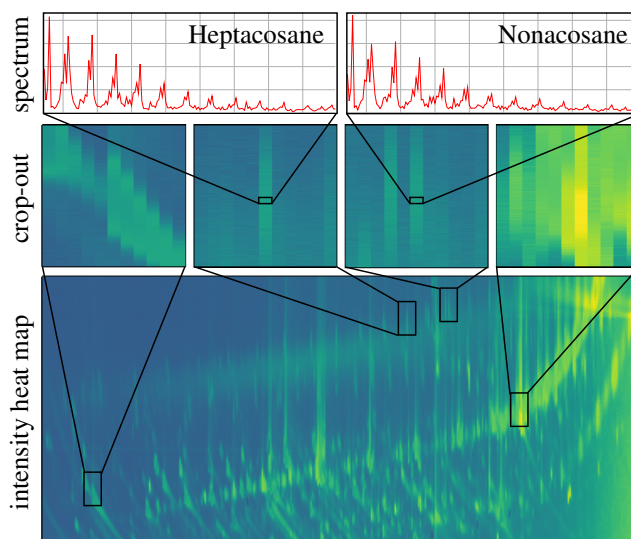 spectrum
Heptacosane
Nonacosane
crop-out
intensity heat map